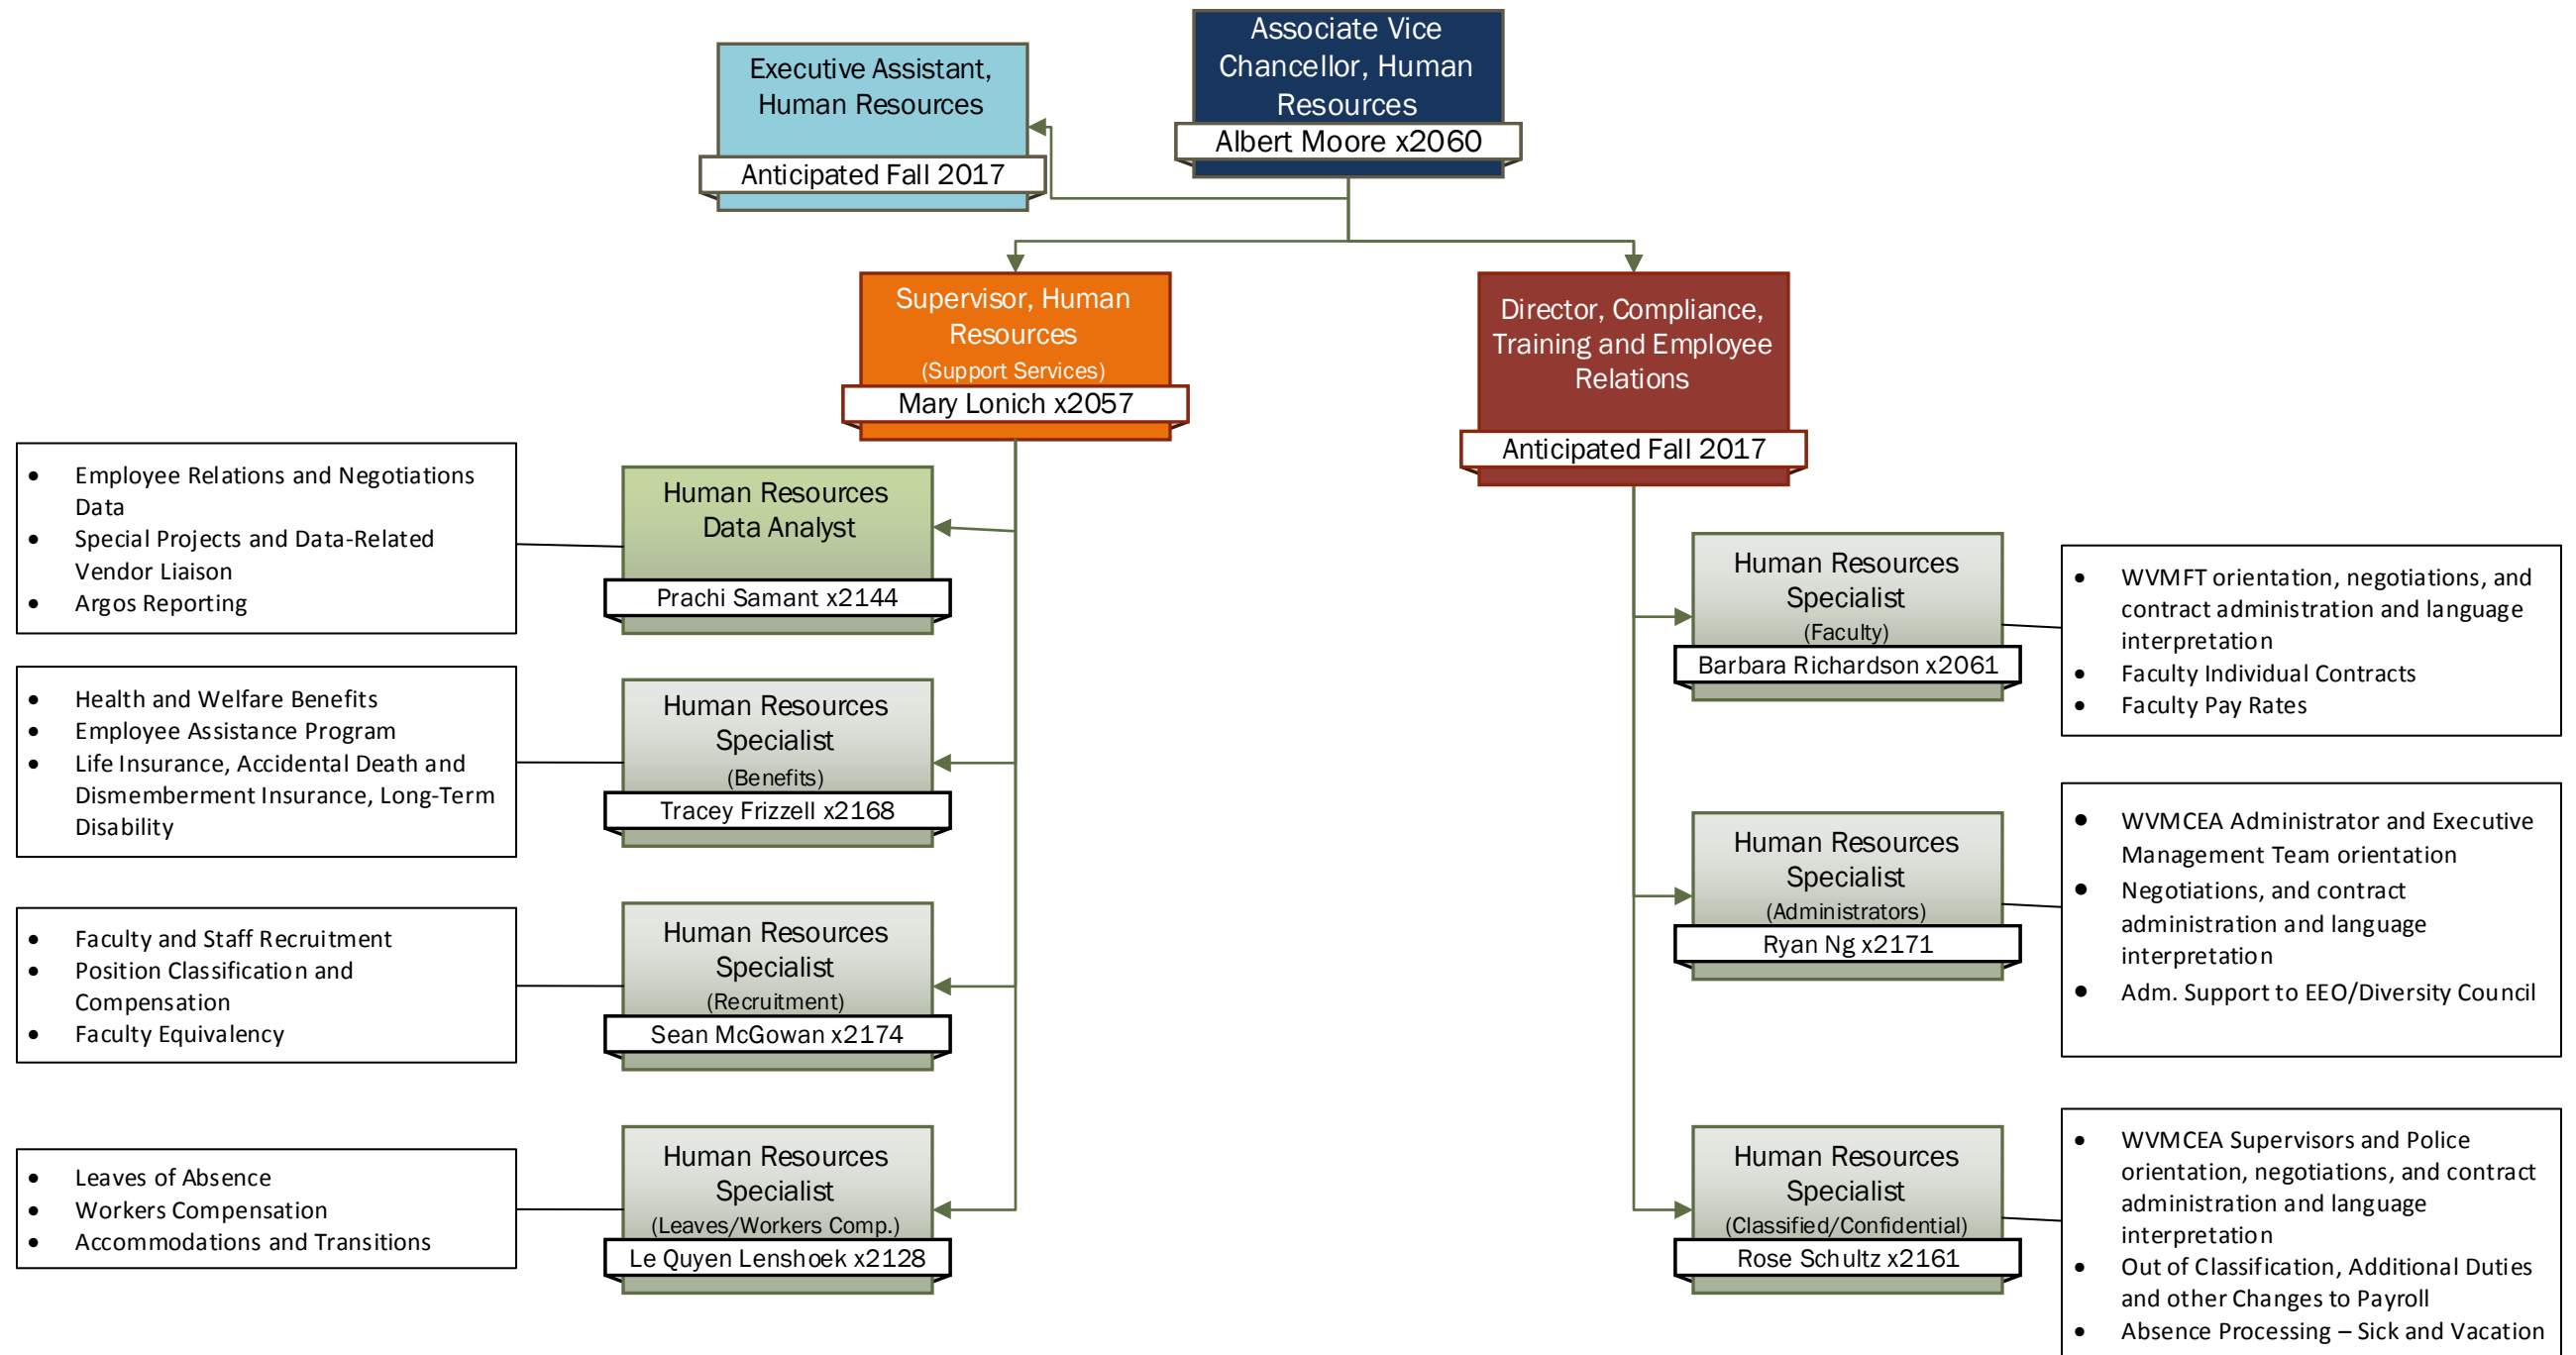 Associate Vice
Chancellor, Human
Resources
Albert Moore x2060
Executive Assistant,
Human Resources
Anticipated Fall 2017
Supervisor, Human
Resources
(Support Services)
Mary Lonich x2057
Director, Compliance,
Training and Employee
Relations
Anticipated Fall 2017
• Employee Relations and Negotiations
Data
• Special Projects and Data-Related
Vendor Liaison
• Argos Reporting
Human Resources
Data Analyst
Prachi Samant x2144
• Health and Welfare Benefits
• Employee Assistance Program
• Life Insurance, Accidental Death and
Dismemberment Insurance, Long-Term
Disability
Human Resources
Specialist
(Benefits)
Tracey Frizzell x2168
• Faculty and Staff Recruitment
• Position Classification and
Compensation
• Faculty Equivalency
Human Resources
Specialist
(Recruitment)
Sean McGowan x2174
• Leaves of Absence
• Workers Compensation
• Accommodations and Transitions
Human Resources
Specialist
(Leaves/Workers Comp.)
Le Quyen Lenshoek x2128
Human Resources
Specialist
(Faculty)
Barbara Richardson x2061
• WVMFT orientation, negotiations, and
contract administration and language
interpretation
• Faculty Individual Contracts
• Faculty Pay Rates
Human Resources
Specialist
(Administrators)
Ryan Ng x2171
• WVMCEA Administrator and Executive
Management Team orientation
• Negotiations, and contract
administration and language
interpretation
• Adm. Support to EEO/Diversity Council
Human Resources
Specialist
(Classified/Confidential)
Rose Schultz x2161
• WVMCEA Supervisors and Police
orientation, negotiations, and contract
administration and language
interpretation
• Out of Classification, Additional Duties
and other Changes to Payroll
• Absence Processing – Sick and Vacation